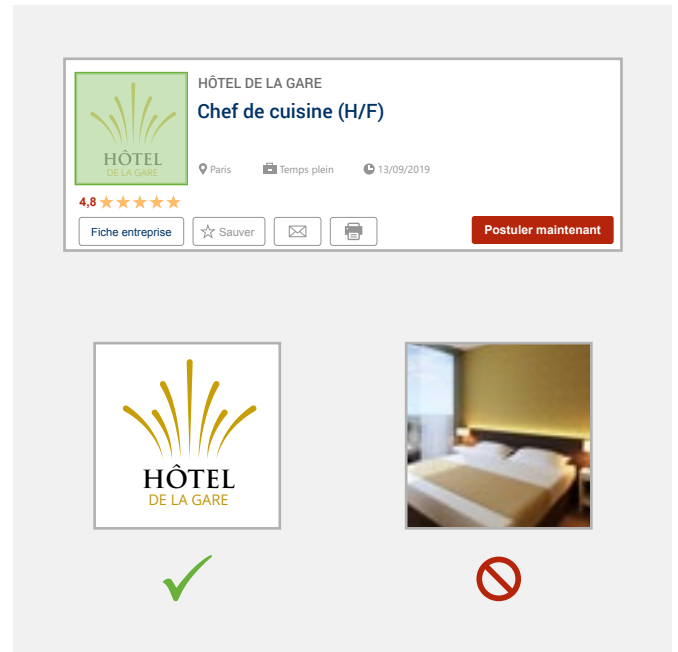 HÔTEL DE LA GARE
Chef de cuisine (H/F)
HÔTEL
DE LA GARE
Paris Temps plein 13/09/2019
4,8
Fiche entreprise Sauver Postuler maintenant
HÔTEL
DE LA GARE